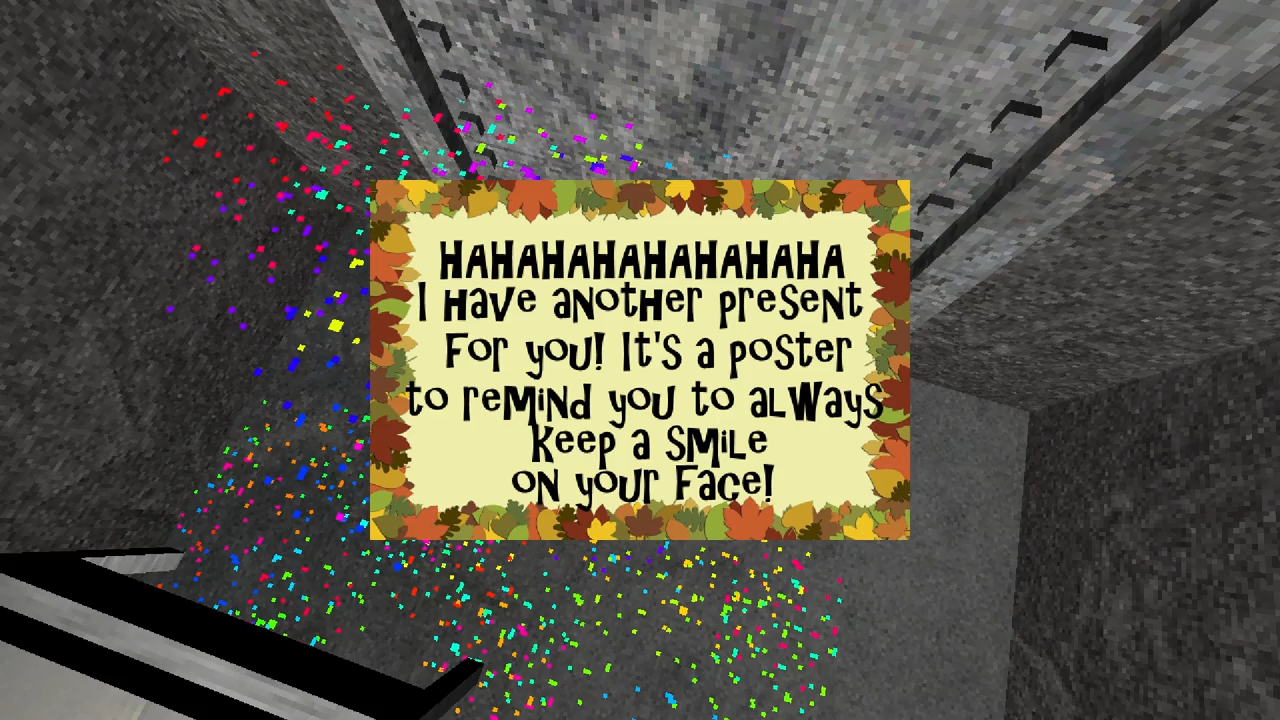 HAHAHAHAHAHAHAHA
I Have another present
For you! It's a poster
to remind you to always
Keep a smile
on your Face!